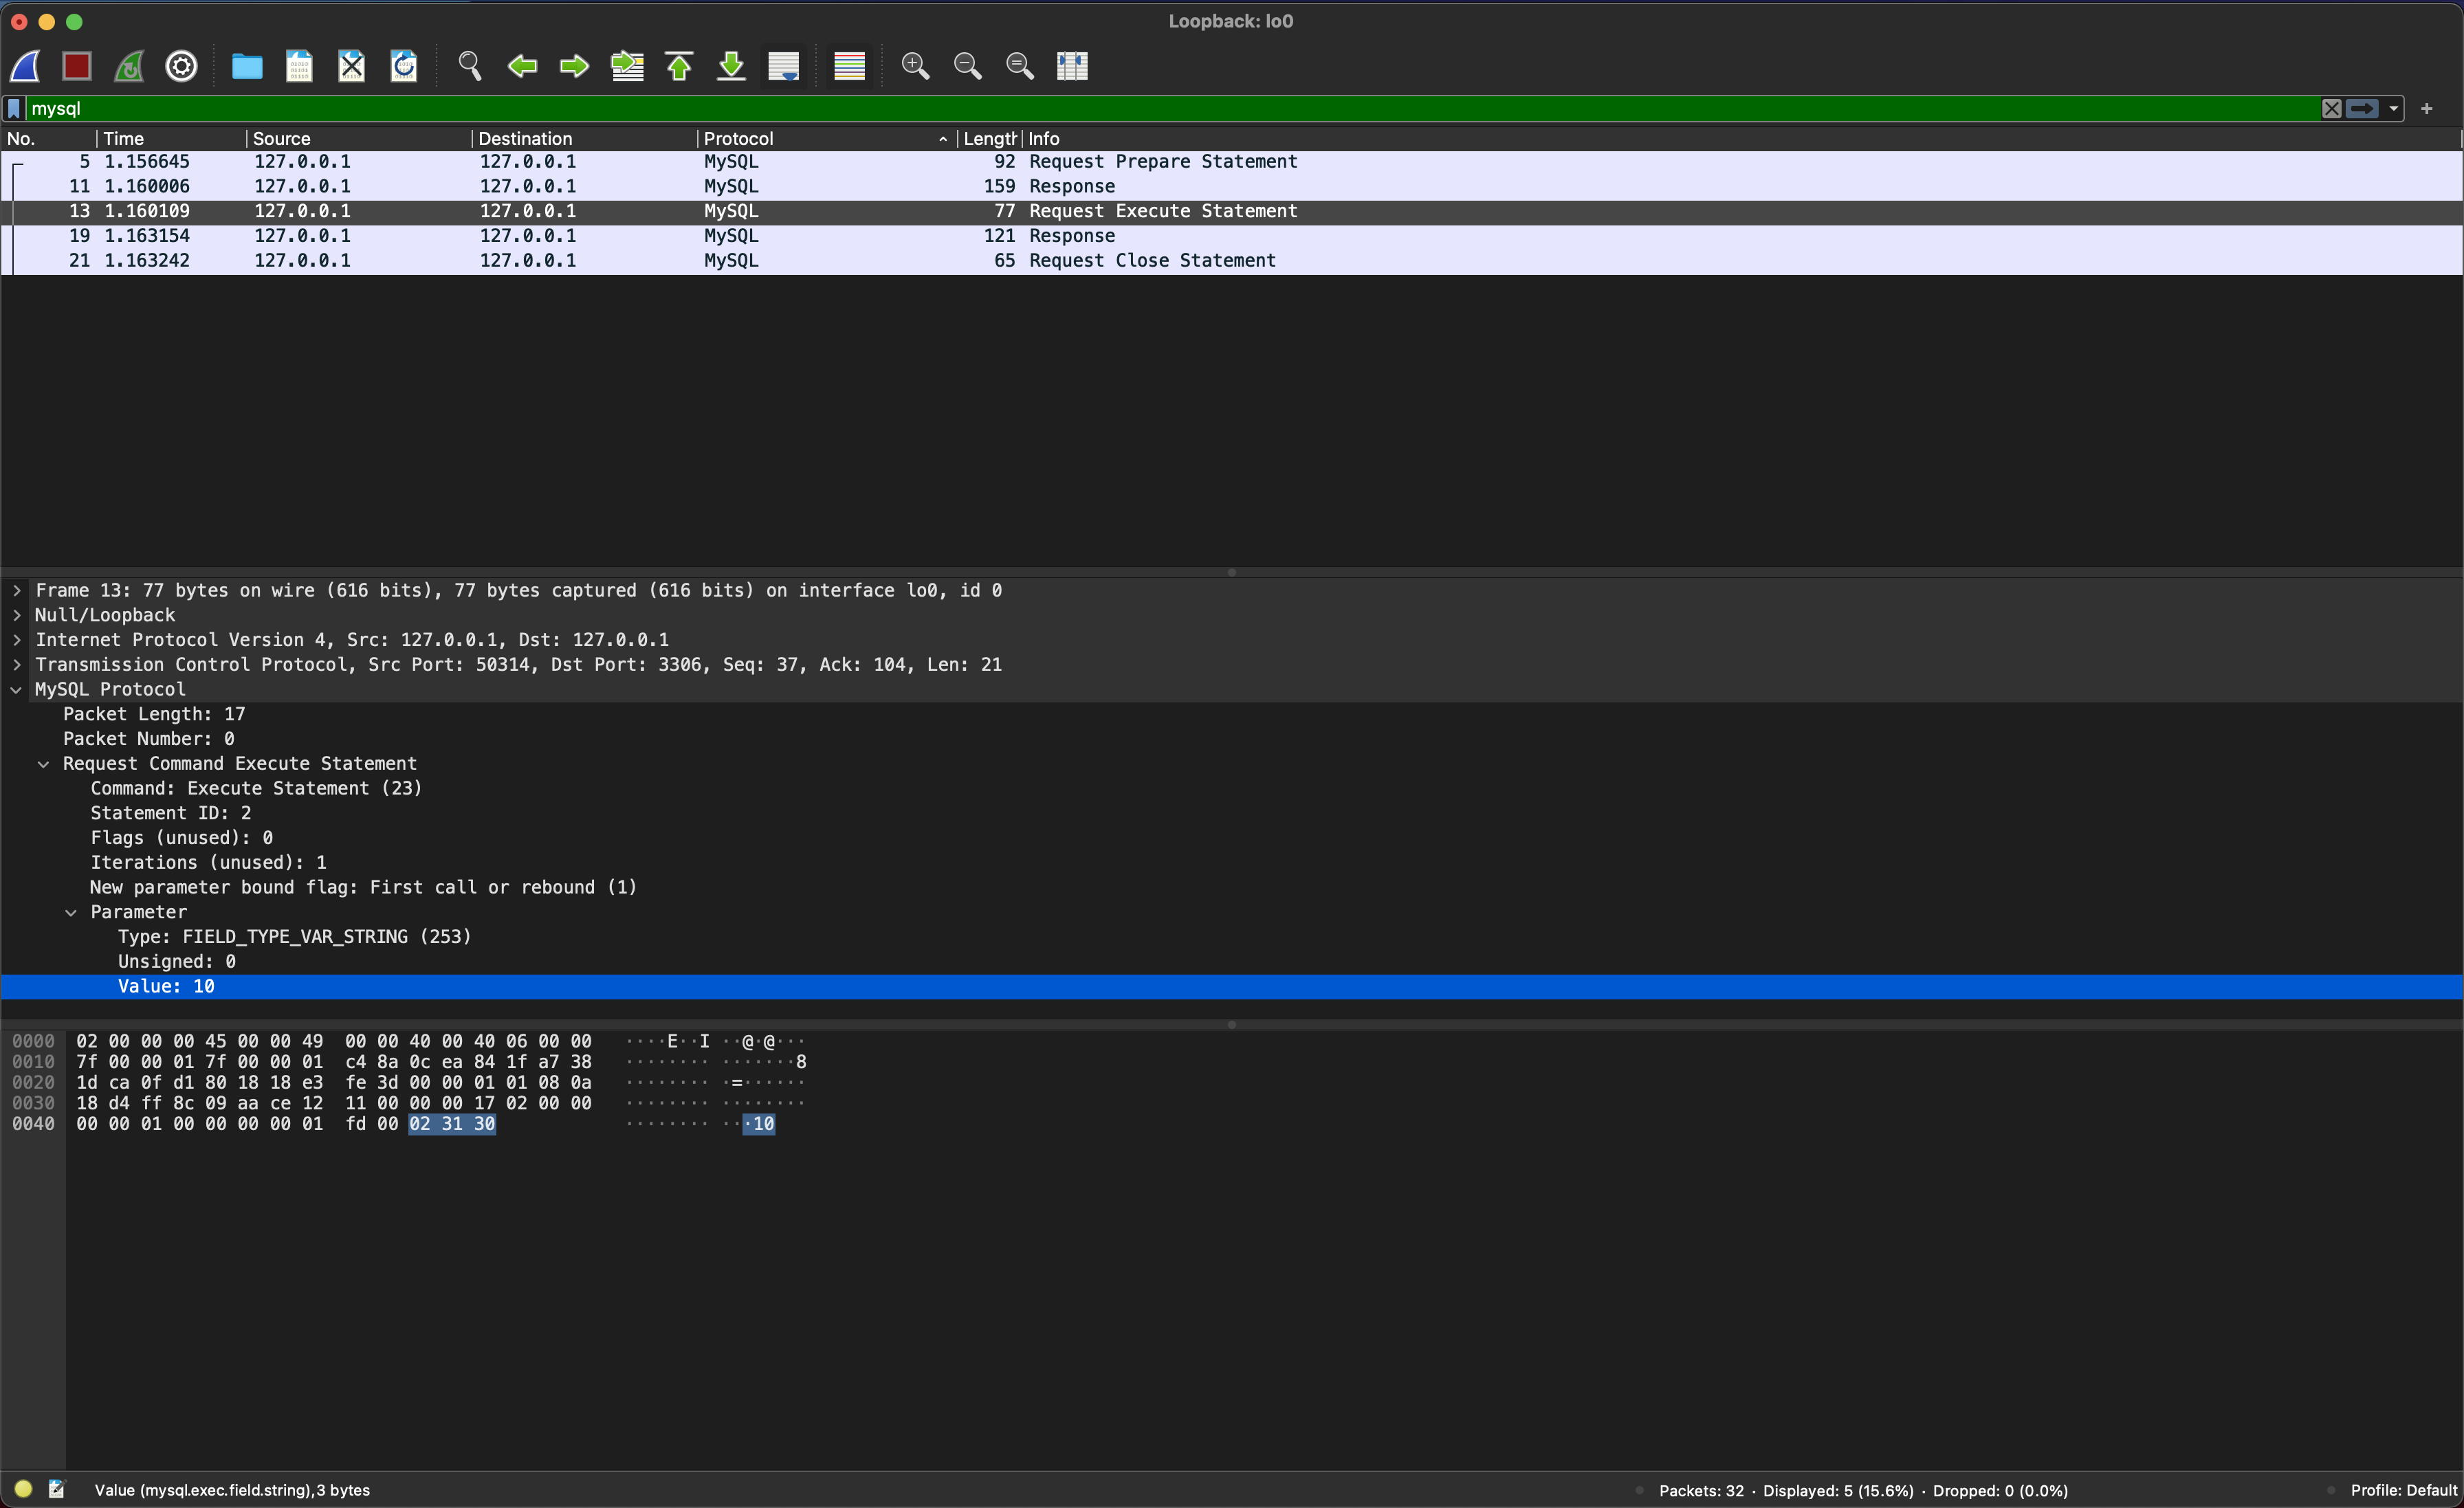 Loopback: lo0
mysql
No. Time Source Destination Protocol Length Info
5 1.156645 127.0.0.1 127.0.0.1 MySQL 92 Request Prepare Statement
11 1.160006 127.0.0.1 127.0.0.1 MySQL 159 Response
13 1.160109 127.0.0.1 127.0.0.1 MySQL 77 Request Execute Statement
19 1.163154 127.0.0.1 127.0.0.1 MySQL 121 Response
21 1.163242 127.0.0.1 127.0.0.1 MySQL 65 Request Close Statement
Frame 13: 77 bytes on wire (616 bits), 77 bytes captured (616 bits) on interface lo0, id 0
Null/Loopback
Internet Protocol Version 4, Src: 127.0.0.1, Dst: 127.0.0.1
Transmission Control Protocol, Src Port: 50314, Dst Port: 3306, Seq: 37, Ack: 104, Len: 21
MySQL Protocol
Packet Length: 17
Packet Number: 0
Request Command Execute Statement
Command: Execute Statement (23)
Statement ID: 2
Flags (unused): 0
Iterations (unused): 1
New parameter bound flag: First call or rebound (1)
Parameter
Type: FIELD_TYPE_VAR_STRING (253)
Unsigned: 0
Value: 10
0000 02 00 00 00 45 00 00 49 00 00 40 00 40 06 00 00 ····E··I ··@·@···
0010 7f 00 00 01 7f 00 00 01 c4 8a 0c ea 84 1f a7 38 ········ ·······8
0020 1d ca 0f d1 80 18 18 e3 fe 3d 00 00 01 01 08 0a ········ ·=······
0030 18 d4 ff 8c 09 aa ce 12 11 00 00 00 17 02 00 00 ········ ········
0040 00 00 01 00 00 00 00 01 fd 00 02 31 30 ········ ···10
Value (mysql.exec.field.string), 3 bytes Packets: 32 · Displayed: 5 (15.6%) · Dropped: 0 (0.0%) Profile: Default